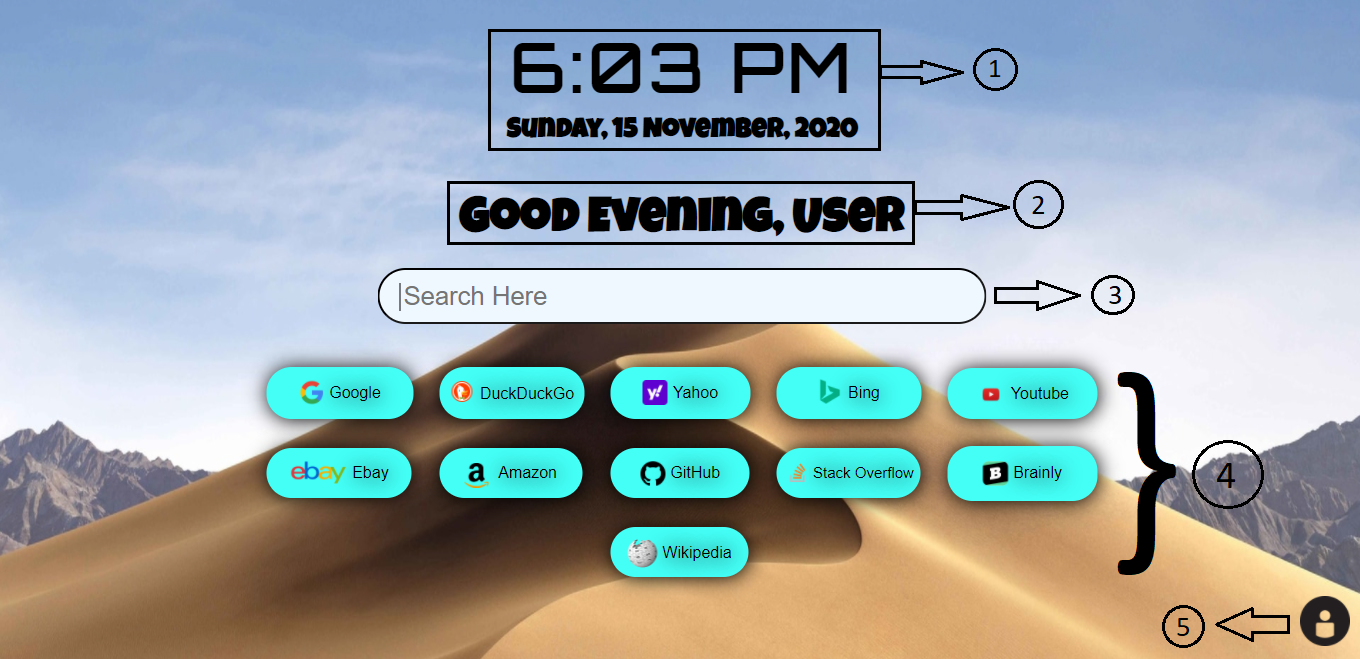 6:03 PM
1
Sunday, 15 November, 2020
Good Evening, User
2
Search Here
3
Google
DuckDuckGo
y! Yahoo
Bing
Youtube
4
ebay Ebay
a Amazon
GitHub
Stack Overflow
B Brainly
Wikipedia
5